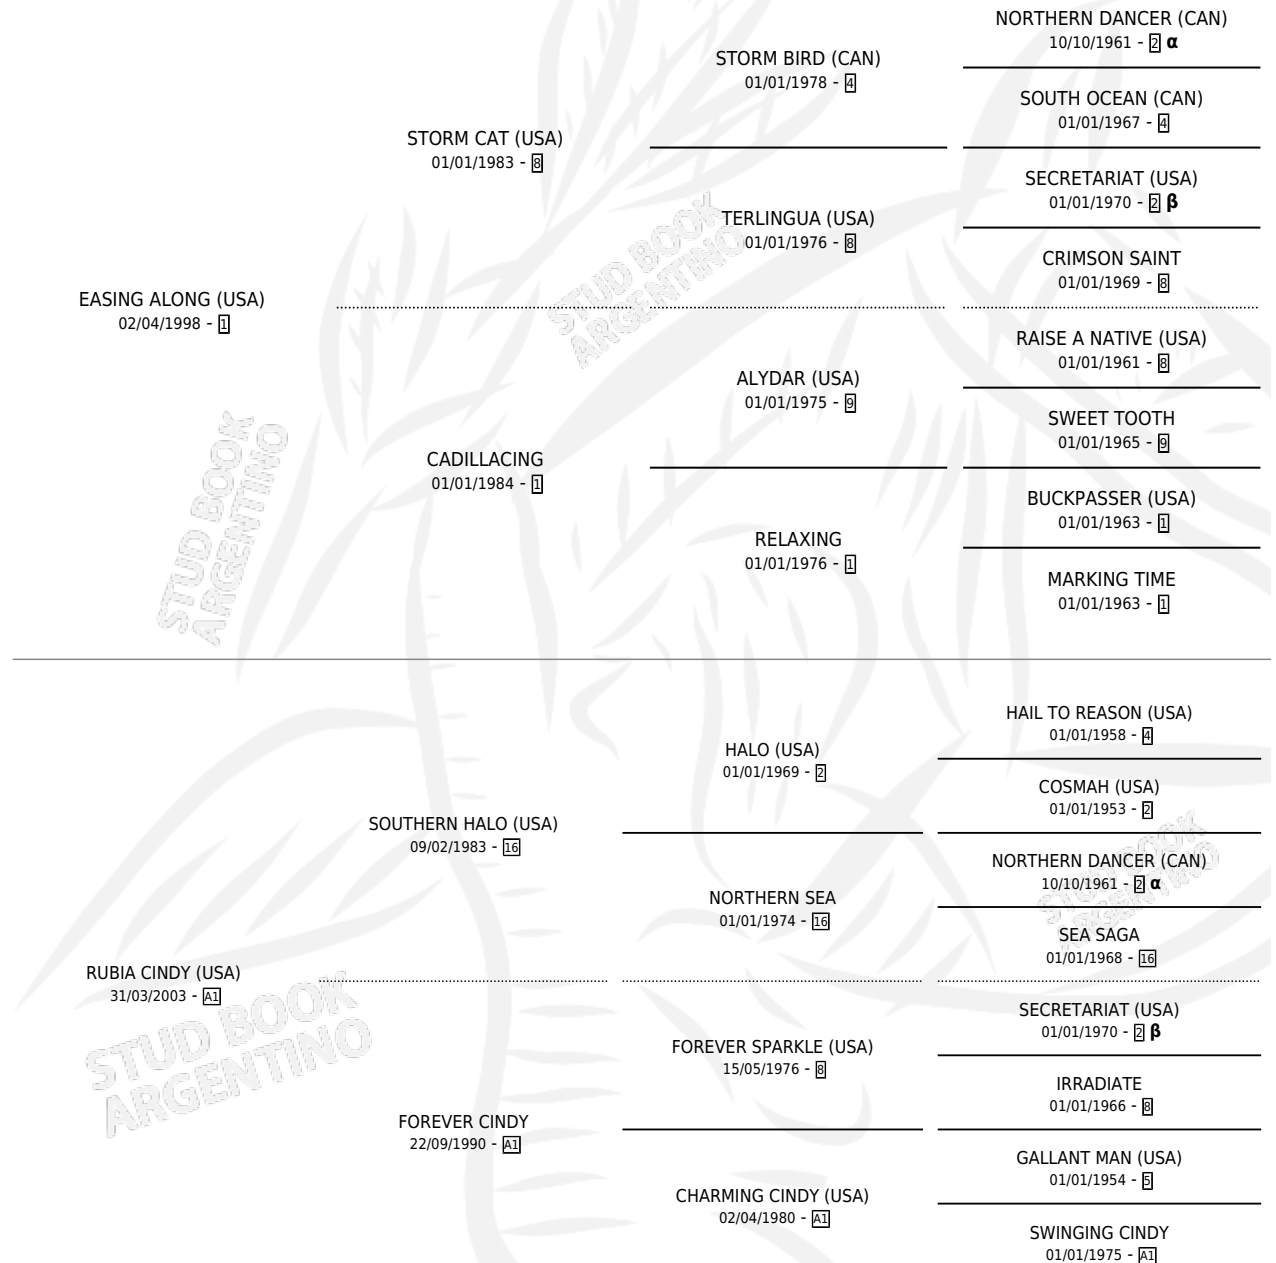 NORTHERN DANCER (CAN)
10/10/1961 - 2 α
STORM BIRD (CAN)
01/01/1978 - 4
SOUTH OCEAN (CAN)
01/01/1967 - 4
STORM CAT (USA)
01/01/1983 - 8
SECRETARIAT (USA)
01/01/1970 - 2 β
TERLINGUA (USA)
01/01/1976 - 8
CRIMSON SAINT
01/01/1969 - 8
EASING ALONG (USA)
02/04/1998 - 1
RAISE A NATIVE (USA)
01/01/1961 - 8
ALYDAR (USA)
01/01/1975 - 9
SWEET TOOTH
01/01/1965 - 9
CADILLACING
01/01/1984 - 1
BUCKPASSER (USA)
01/01/1963 - 1
RELAXING
01/01/1976 - 1
MARKING TIME
01/01/1963 - 1
HAIL TO REASON (USA)
01/01/1958 - 4
HALO (USA)
01/01/1969 - 2
COSMAH (USA)
01/01/1953 - 2
SOUTHERN HALO (USA)
09/02/1983 - 16
NORTHERN DANCER (CAN)
10/10/1961 - 2 α
NORTHERN SEA
01/01/1974 - 16
SEA SAGA
01/01/1968 - 16
RUBIA CINDY (USA)
31/03/2003 - A1
SECRETARIAT (USA)
01/01/1970 - 2 β
FOREVER SPARKLE (USA)
15/05/1976 - 8
IRRADIATE
01/01/1966 - 8
FOREVER CINDY
22/09/1990 - A1
GALLANT MAN (USA)
01/01/1954 - 5
CHARMING CINDY (USA)
02/04/1980 - A1
SWINGING CINDY
01/01/1975 - A1
STUD BOOK
ARGENTINO
STUD BOOK
ARGENTINO
STUD BOOK
ARGENTINO
STUD BOOK
ARGENTINO